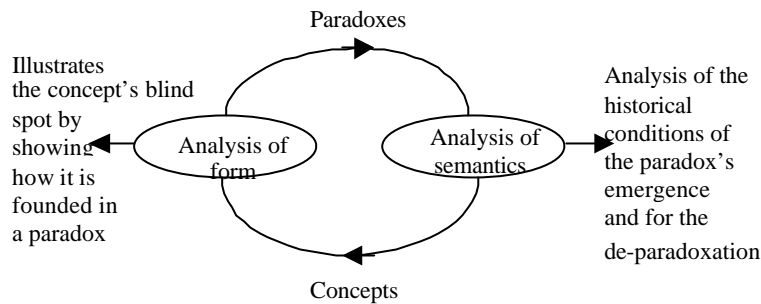 Paradoxes
Illustrates
the concept’s blind
spot by
showing
how it is
founded in
a paradox
Analysis of
form
Analysis of
semantics
Analysis of the
historical
conditions of
the paradox’s
emergence
and for the
de-paradoxation
Concepts